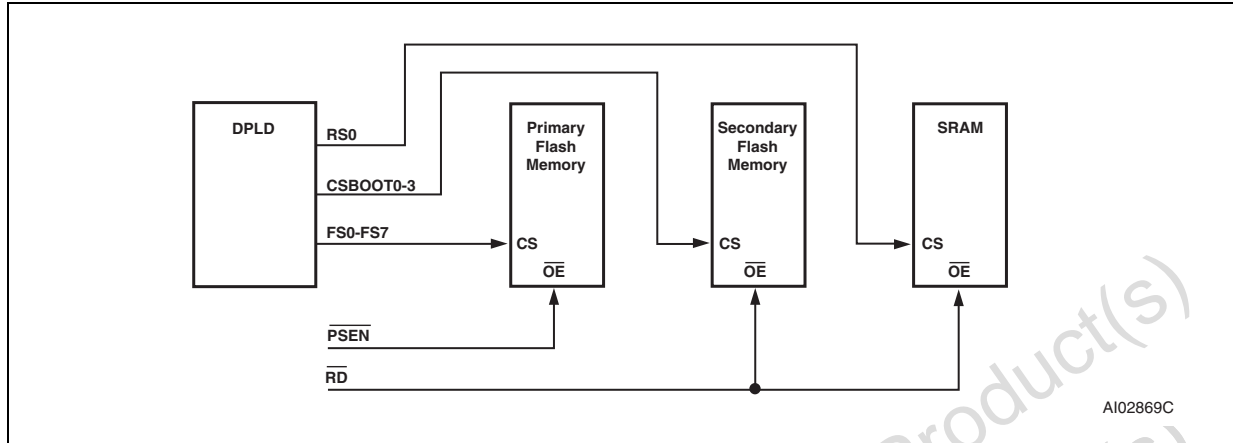 DPLD
RS0
CSBOOT0-3
FS0-FS7
Primary
Flash
Memory
CS
OE
Secondary
Flash
Memory
CS
OE
SRAM
CS
OE
PSEN
RD
AI02869C
Product(s)